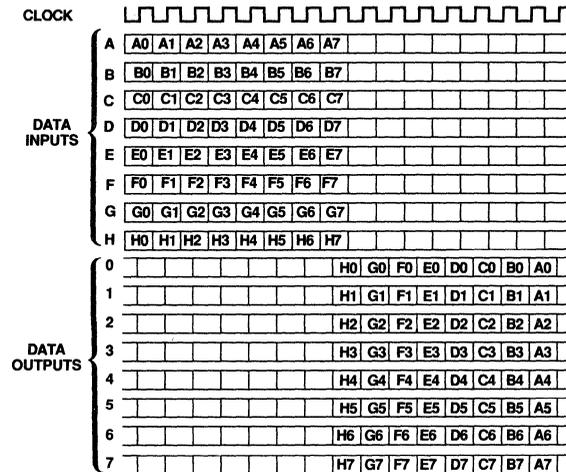 CLOCK
A A0 A1 A2 A3 A4 A5 A6 A7
B B0 B1 B2 B3 B4 B5 B6 B7
C C0 C1 C2 C3 C4 C5 C6 C7
DATA INPUTS
D D0 D1 D2 D3 D4 D5 D6 D7
E E0 E1 E2 E3 E4 E5 E6 E7
F F0 F1 F2 F3 F4 F5 F6 F7
G G0 G1 G2 G3 G4 G5 G6 G7
H H0 H1 H2 H3 H4 H5 H6 H7
0 H0 G0 F0 E0 D0 C0 B0 A0
1 H1 G1 F1 E1 D1 C1 B1 A1
2 H2 G2 F2 E2 D2 C2 B2 A2
DATA OUTPUTS
3 H3 G3 F3 E3 D3 C3 B3 A3
4 H4 G4 F4 E4 D4 C4 B4 A4
5 H5 G5 F5 E5 D5 C5 B5 A5
6 H6 G6 F6 E6 D6 C6 B6 A6
7 H7 G7 F7 E7 D7 C7 B7 A7